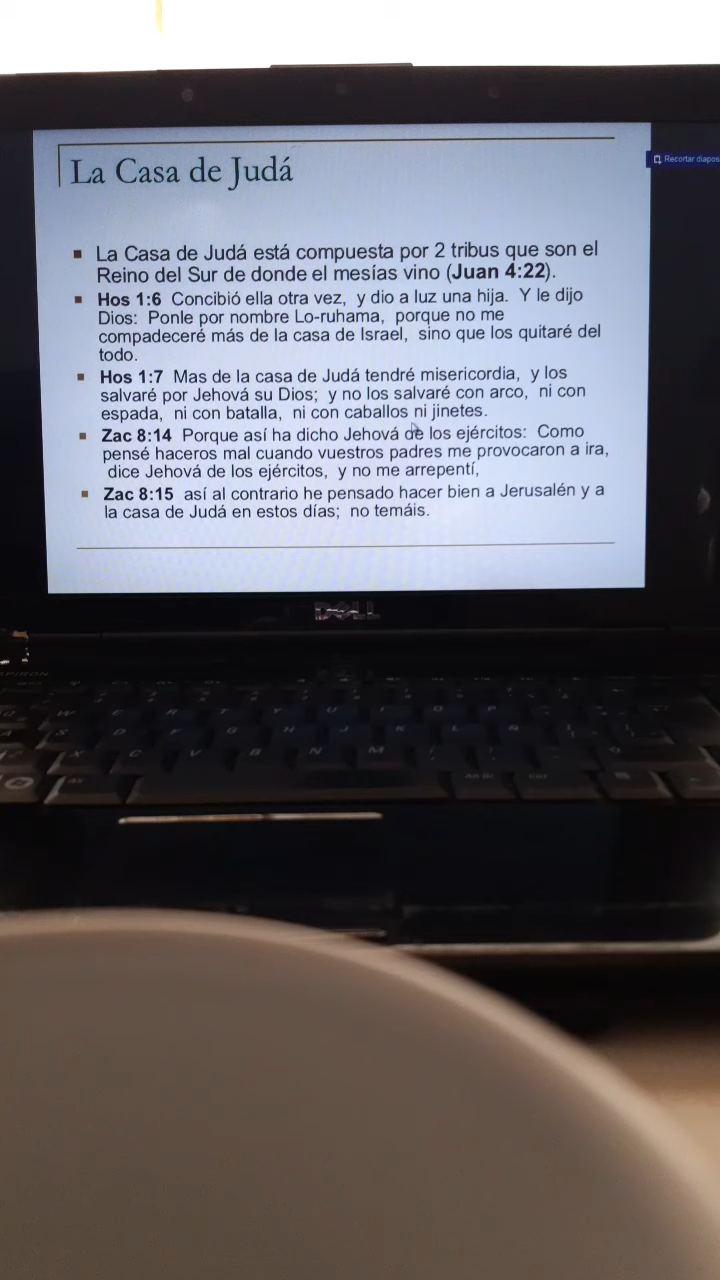 La Casa de Judá
Recortar diapos
▪ La Casa de Judá está compuesta por 2 tribus que son el
Reino del Sur de donde el mesías vino (Juan 4:22).
▪ Hos 1:6 Concibió ella otra vez, y dio a luz una hija. Y le dijo
Dios: Ponle por nombre Lo-ruhama, porque no me
compadeceré más de la casa de Israel, sino que los quitaré del
todo.
▪ Hos 1:7 Mas de la casa de Judá tendré misericordia, y los
salvaré por Jehová su Dios; y no los salvaré con arco, ni con
espada, ni con batalla, ni con caballos ni jinetes.
▪ Zac 8:14 Porque así ha dicho Jehová de los ejércitos: Como
pensé haceros mal cuando vuestros padres me provocaron a ira,
dice Jehová de los ejércitos, y no me arrepentí,
▪ Zac 8:15 así al contrario he pensado hacer bien a Jerusalén y a
la casa de Judá en estos días; no temáis.
DELL
W E R T Y U I O P
A S D F G H J K L Ñ
X C V B N M